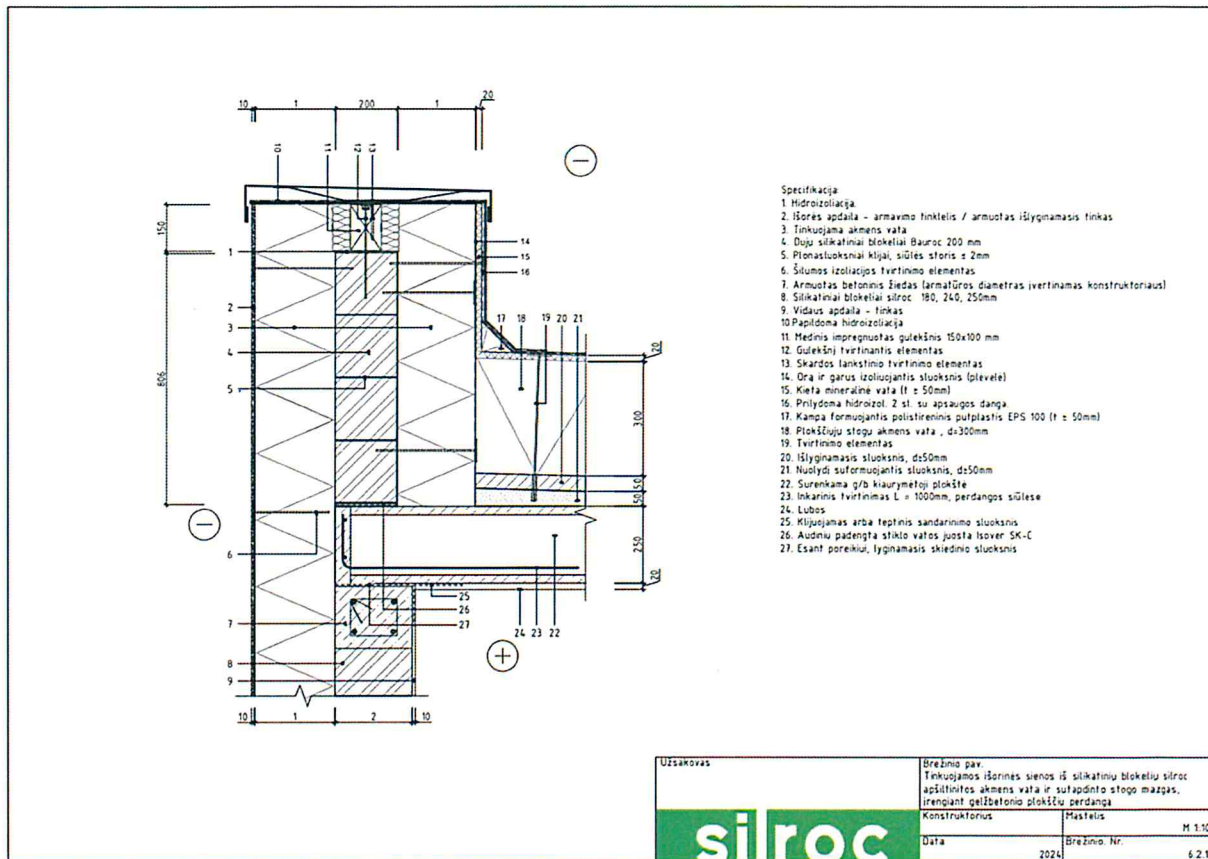 10 1 200 1 20
10 11 12 13
150
806
1
2
3
4
5
6
7
8
9
14
15
16
17 18 19 20 21
20
300
50
50
250
20
25
26
27
24 23 22
10 1 2 10
Specifikacija:
1. Hidroizoliacija.
2. Išorės apdaila - armavimo tinklelis / armuotas išlyginamasis tinkas
3. Tinkuojama akmens vata
4. Dujų silikatiniai blokeliai Bauroc 200 mm
5. Plonasluoksniai klijai, siūlės storis ± 2mm
6. Šilumos izoliacijos tvirtinimo elementas
7. Armuotas betoninis žiedas (armatūros diametras įvertinamas konstruktoriaus)
8. Silikatiniai blokeliai silroc 180, 240, 250mm
9. Vidaus apdaila - tinkas
10.Papildoma hidroizoliacija
11. Medinis impregnuotas gulekšnis 150x100 mm
12. Gulekšnį tvirtinantis elementas
13. Skardos lankstinio tvirtinimo elementas
14. Orą ir garus izoliuojantis sluoksnis (plėvelė)
15. Kieta mineralinė vata (t ± 50mm)
16. Prilydoma hidroizol. 2 sl. su apsaugos danga.
17. Kampa formuojantis polistireninis putplastis EPS 100 (t ± 50mm)
18. Plokščiųjų stogų akmens vata , d=300mm
19. Tvirtinimo elementas
20. Išlyginamasis sluoksnis, d±50mm
21. Nuolydį suformuojantis sluoksnis, d±50mm
22. Surenkama g/b kiaurymėtoji plokštė
23. Inkarinis tvirtinimas L = 1000mm, perdangos siūlėse
24. Lubos
25. Klijuojamas arba teptinis sandarinimo sluoksnis
26. Audiniu padengta stiklo vatos juosta Isover SK-C
27. Esant poreikiui, lyginamasis skiedinio sluoksnis
Užsakovas
silroc
Brėžinio pav.
Tinkuojamos išorinės sienos iš silikatinių blokelių silroc
apšiltintos akmens vata ir sutapdinto stogo mazgas,
įrengiant gelžbetonio plokščių perdangą
Konstruktorius
Mastelis
M 1:10
Data
2024
Brėžinio. Nr.
6.2.1